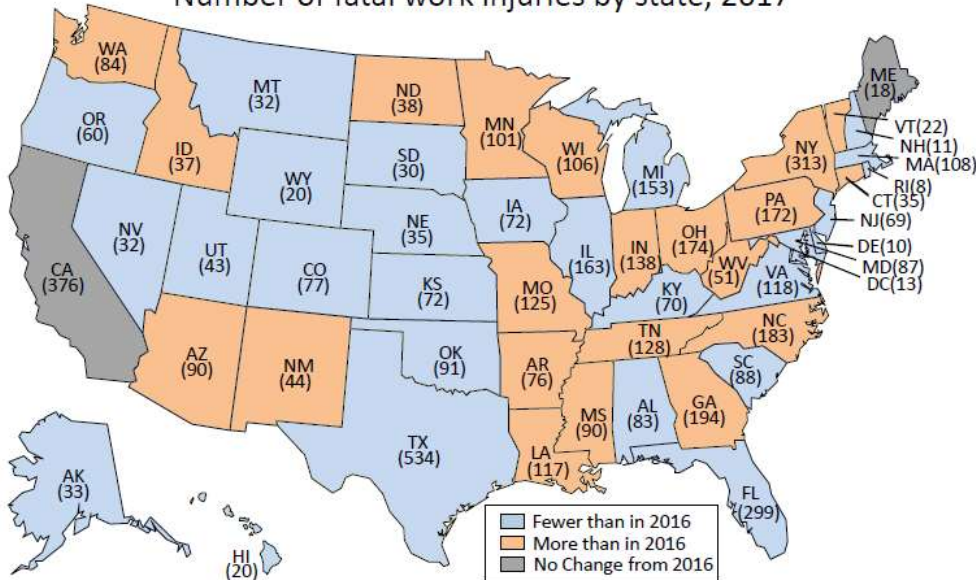 Number of fatal work injuries by state, 2017
WA
(84)
MT
(32)
ND
(38)
MN
(101)
ME
(18)
OR
(60)
ID
(37)
WY
(20)
SD
(30)
WI
(106)
MI
(153)
NY
(313)
VT(22)
NH(11)
MA(108)
RI(8)
CT(35)
NJ(69)
DE(10)
MD(87)
DC(13)
NV
(32)
UT
(43)
CO
(77)
NE
(35)
IA
(72)
IL
(163)
IN
(138)
OH
(174)
PA
(172)
WV
(51)
VA
(118)
CA
(376)
KS
(72)
MO
(125)
KY
(70)
AZ
(90)
NM
(44)
OK
(91)
AR
(76)
TN
(128)
NC
(183)
SC
(88)
TX
(534)
LA
(117)
MS
(90)
AL
(83)
GA
(194)
FL
(299)
AK
(33)
HI
(20)
Fewer than in 2016
More than in 2016
No Change from 2016